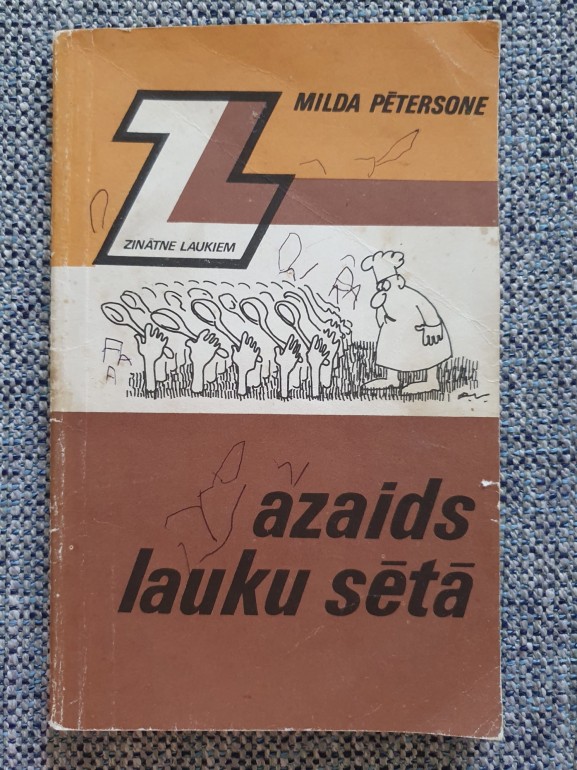 MILDA PĒTERSONE
ZINĀTNE LAUKIEM
azaids
lauku sētā